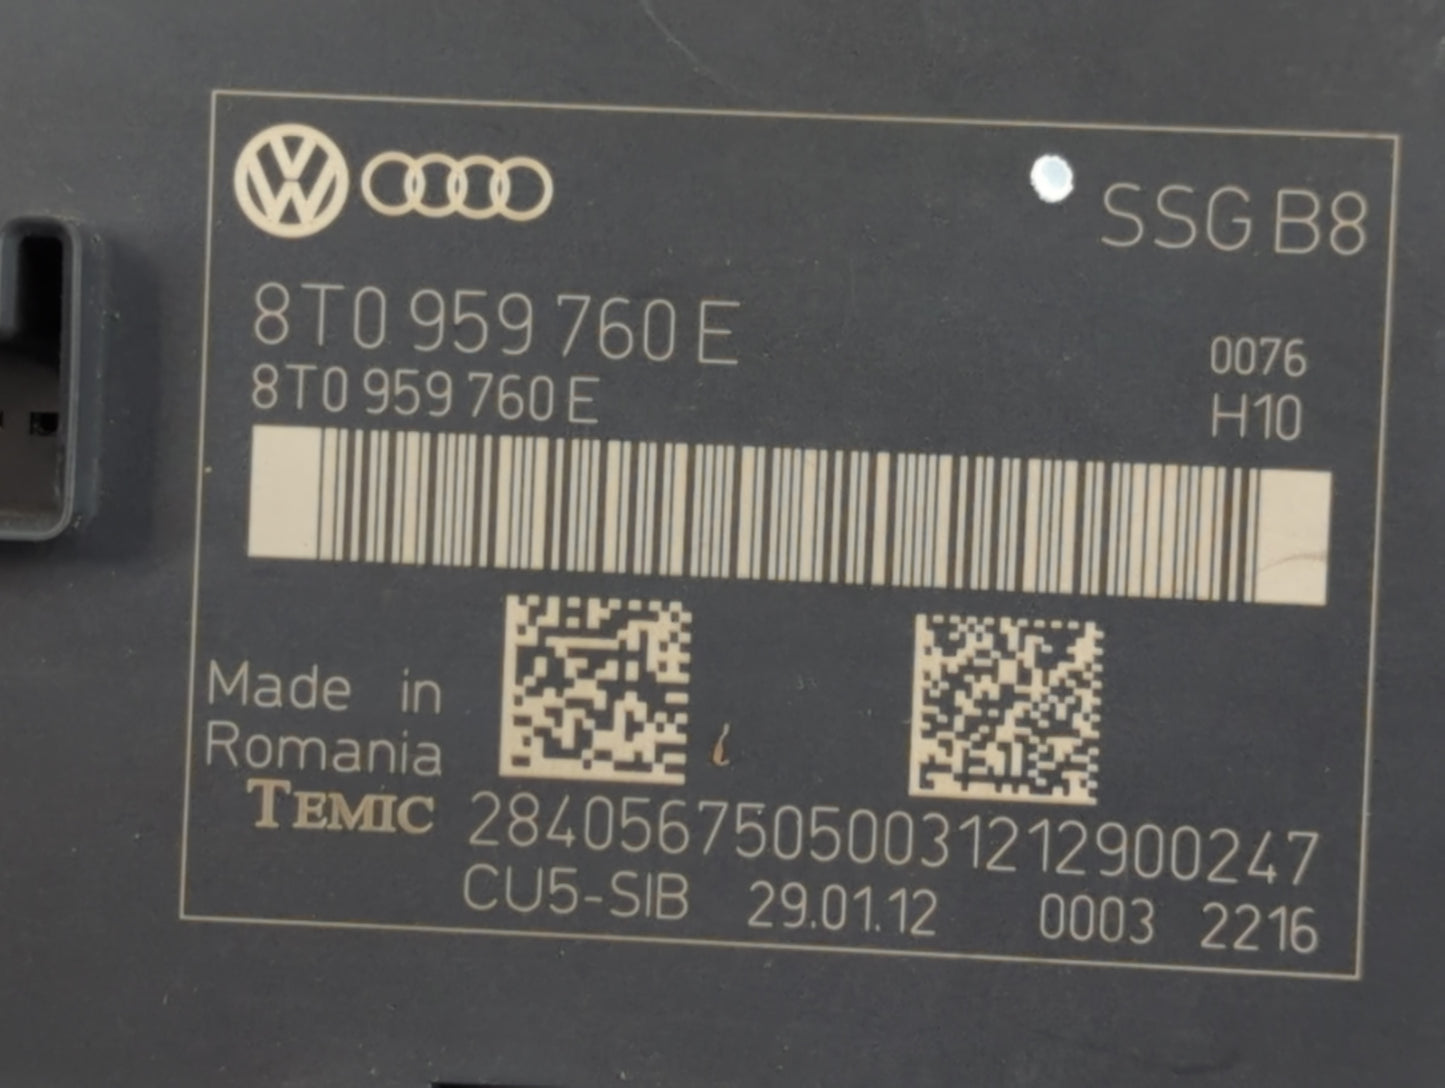 SSG B8
8T0 959 760 E
8T0 959 760 E
0076
H10
Made in
Romania
TEMIC
28405675050031212900247
CU5-SIB 29.01.12 0003 2216